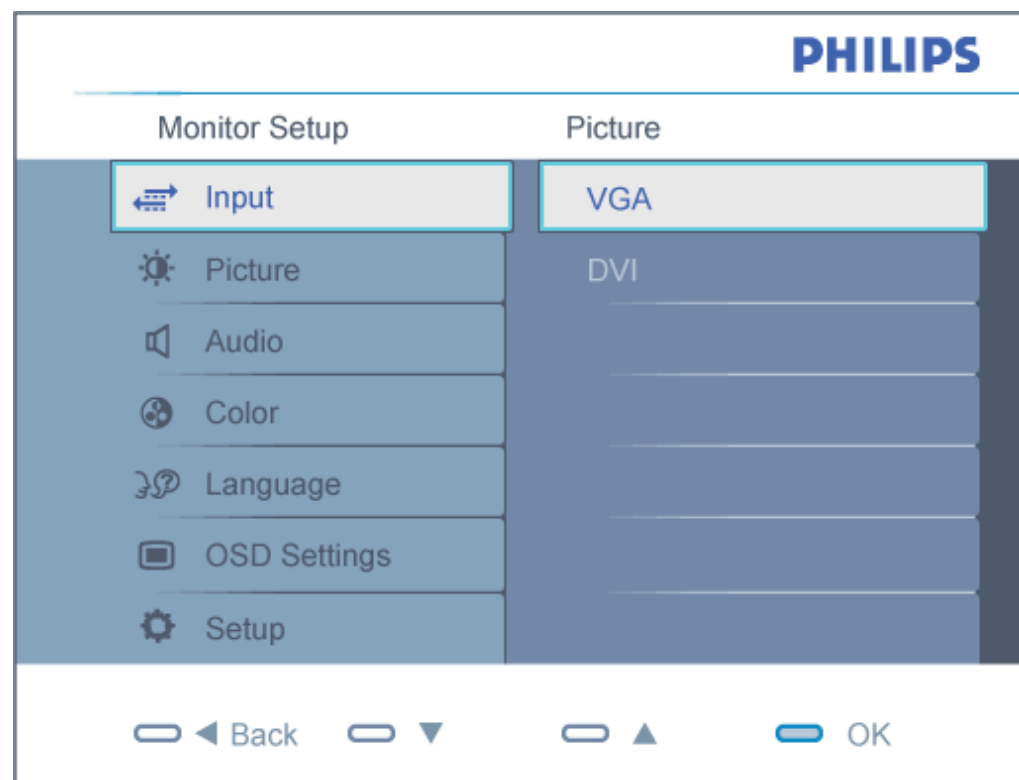 PHILIPS
Monitor Setup Picture
Input VGA
Picture DVI
Audio
Color
Language
OSD Settings
Setup
Back OK